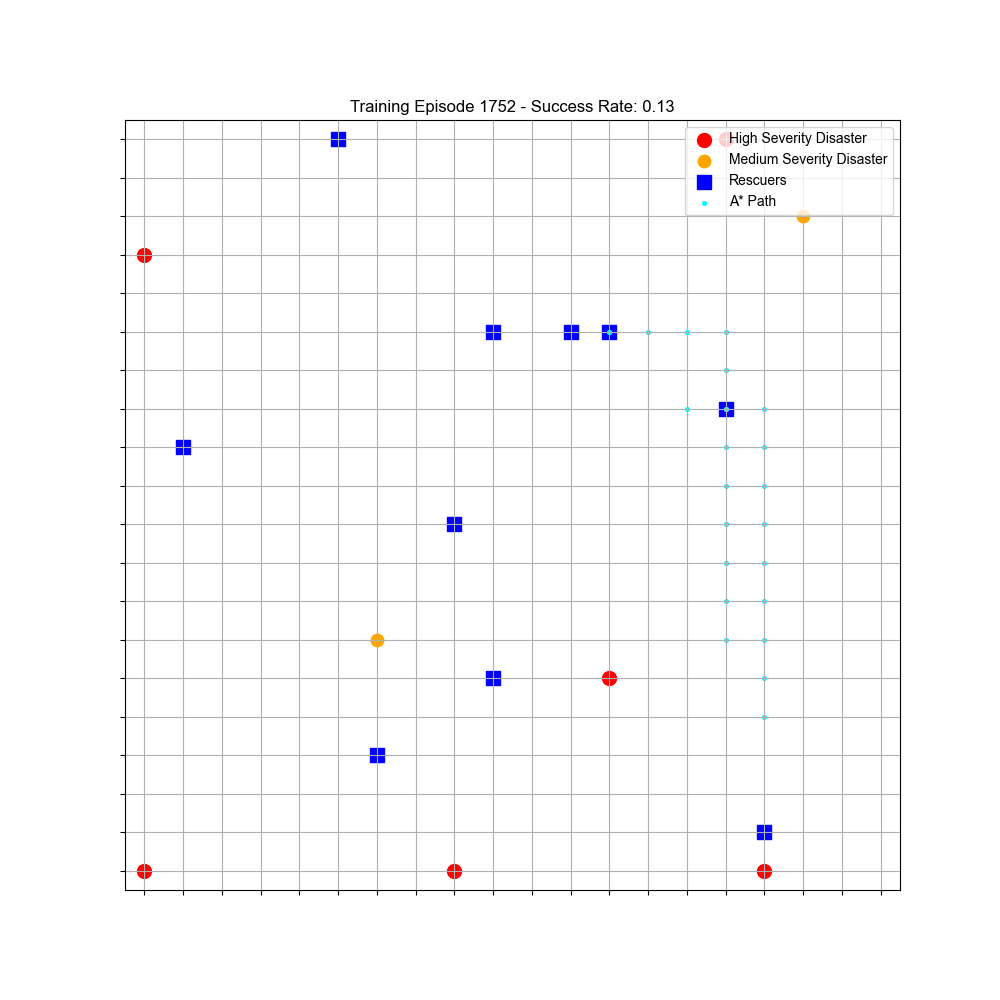 Training Episode 1752 - Success Rate: 0.13
High Severity Disaster
Medium Severity Disaster
Rescuers
A* Path